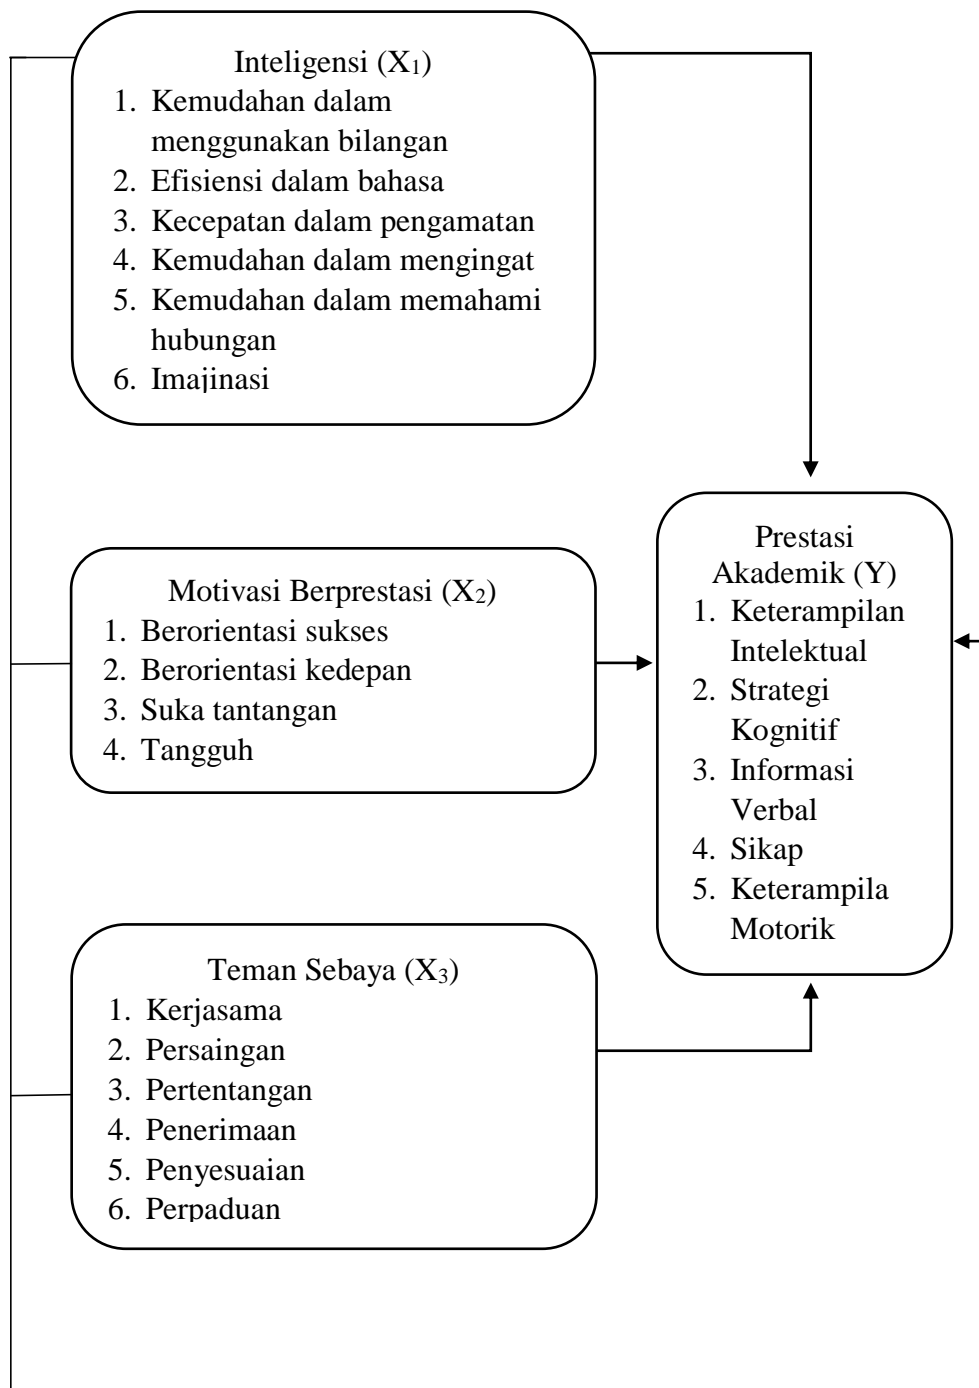 Inteligensi (X₁)
1. Kemudahan dalam
menggunakan bilangan
2. Efisiensi dalam bahasa
3. Kecepatan dalam pengamatan
4. Kemudahan dalam mengingat
5. Kemudahan dalam memahami
hubungan
6. Imajinasi
Motivasi Berprestasi (X₂)
1. Berorientasi sukses
2. Berorientasi kedepan
3. Suka tantangan
4. Tangguh
Teman Sebaya (X₃)
1. Kerjasama
2. Persaingan
3. Pertentangan
4. Penerimaan
5. Penyesuaian
6. Perpaduan
Prestasi
Akademik (Y)
1. Keterampilan
Intelektual
2. Strategi
Kognitif
3. Informasi
Verbal
4. Sikap
5. Keterampila
Motorik